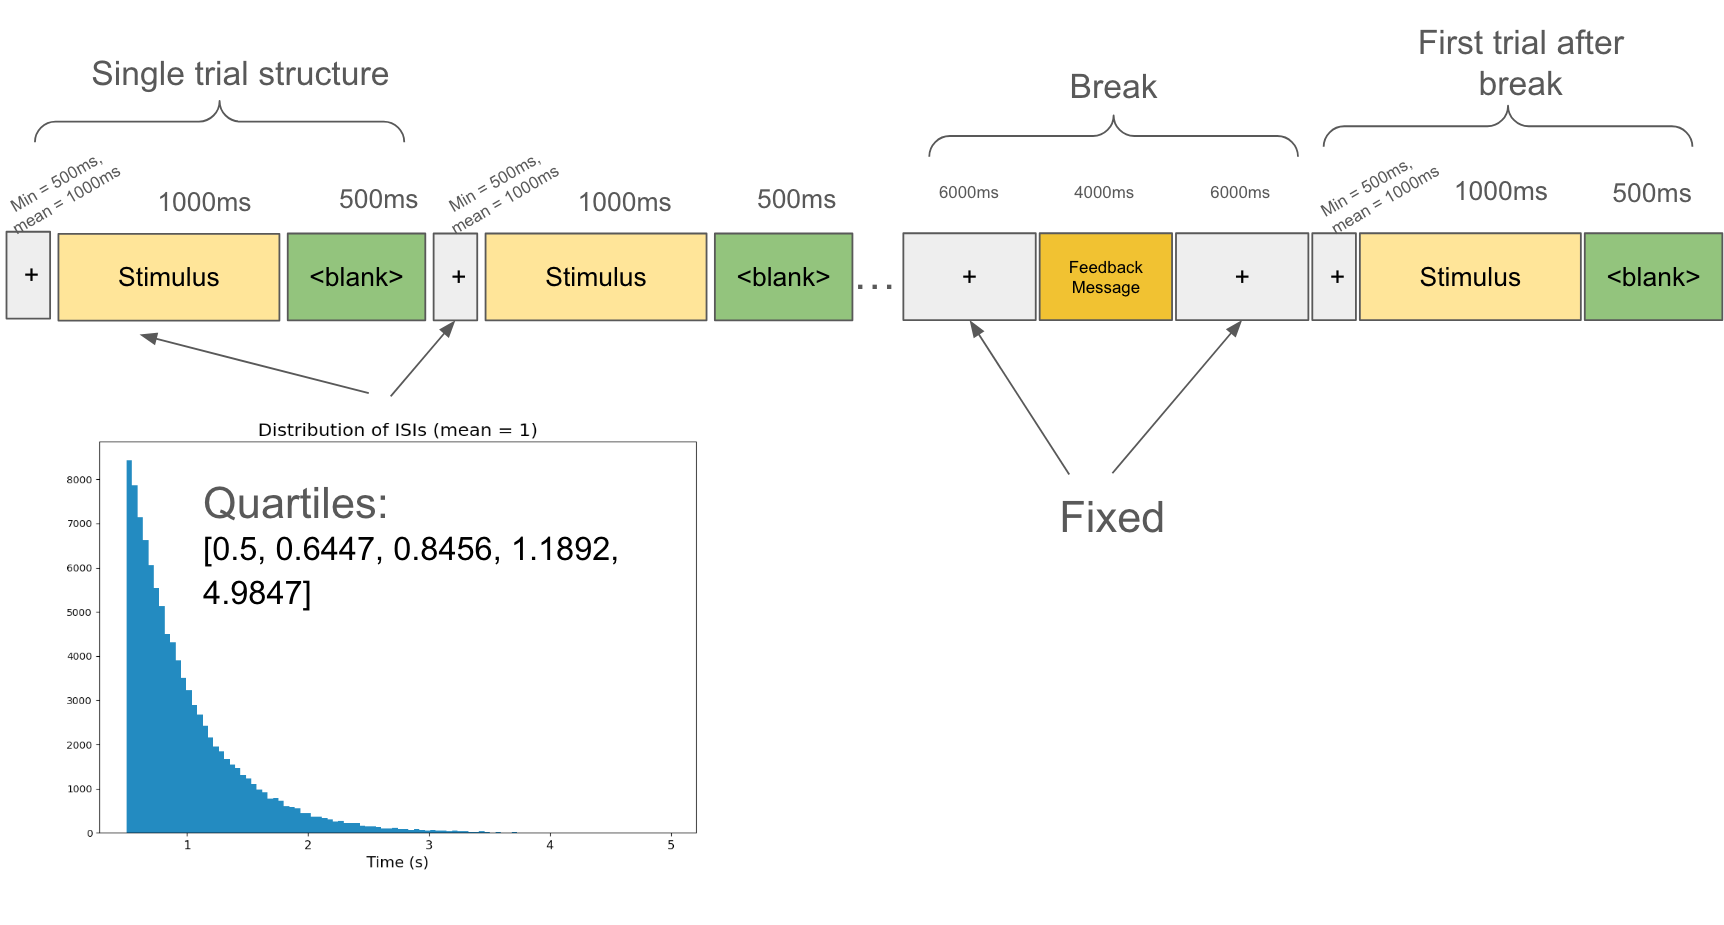 Single trial structure
Break
First trial after
break
Min = 500ms,
mean = 1000ms
1000ms
500ms
Min = 500ms,
mean = 1000ms
1000ms
500ms
6000ms
4000ms
6000ms
Min = 500ms,
mean = 1000ms
1000ms
500ms
+
Stimulus
<blank>
+
Stimulus
<blank>
...
+
Feedback
Message
+
+
Stimulus
<blank>
Distribution of ISIs (mean = 1)
Quartiles:
[0.5, 0.6447, 0.8456, 1.1892,
4.9847]
8000
7000
6000
5000
4000
3000
2000
1000
0
1 2 3 4 5
Time (s)
Fixed